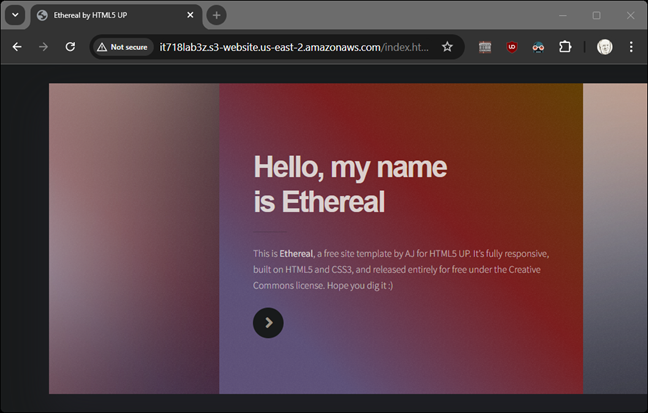 Ethereal by HTML5 UP
Not secure
it718lab3z.s3-website.us-east-2.amazonaws.com/index.ht...
UD
Hello, my name
is Ethereal
This is Ethereal, a free site template by AJ for HTML5 UP. It's fully responsive,
built on HTML5 and CSS3, and released entirely for free under the Creative
Commons license. Hope you dig it :)